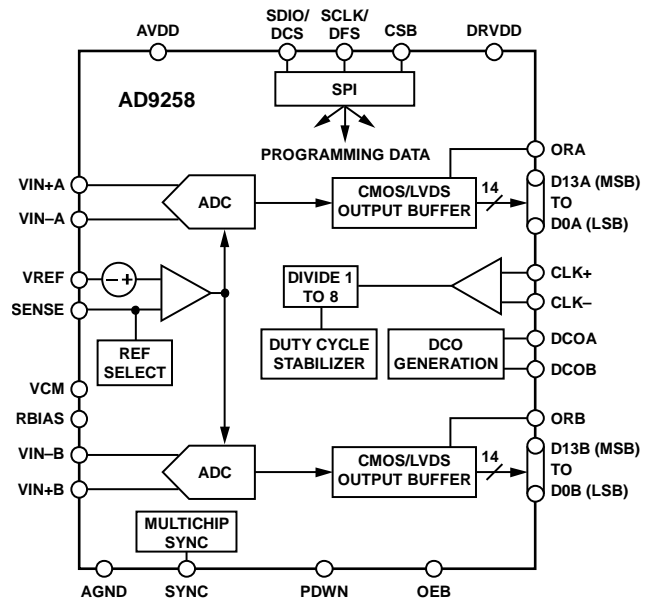 AVDD
SDIO/
DCS
SCLK/
DFS
CSB
DRVDD
AD9258
SPI
PROGRAMMING DATA
ORA
VIN+A
VIN–A
ADC
CMOS/LVDS
OUTPUT BUFFER
14
D13A (MSB)
TO
D0A (LSB)
VREF
– +
SENSE
REF
SELECT
DIVIDE 1
TO 8
DUTY CYCLE
STABILIZER
DCO
GENERATION
CLK+
CLK–
DCOA
DCOB
VCM
RBIAS
ORB
VIN–B
VIN+B
ADC
CMOS/LVDS
OUTPUT BUFFER
14
D13B (MSB)
TO
D0B (LSB)
MULTICHIP
SYNC
AGND
SYNC
PDWN
OEB